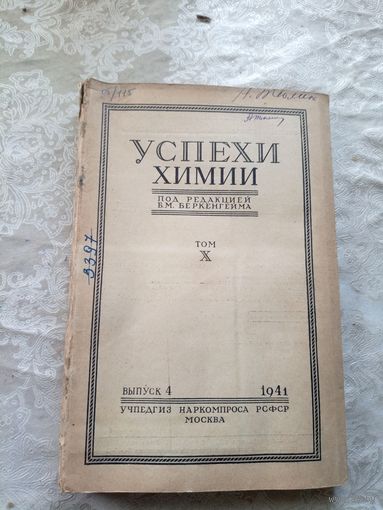 УСПЕХИ
ХИМИИ
ПОД РЕДАКЦИЕЙ
Б.М. БЕРКЕНГЕЙМА
ТОМ
X
3397
ВЫПУСК 4 1941
УЧПЕДГИЗ НАРКОМПРОСА РСФСР
МОСКВА